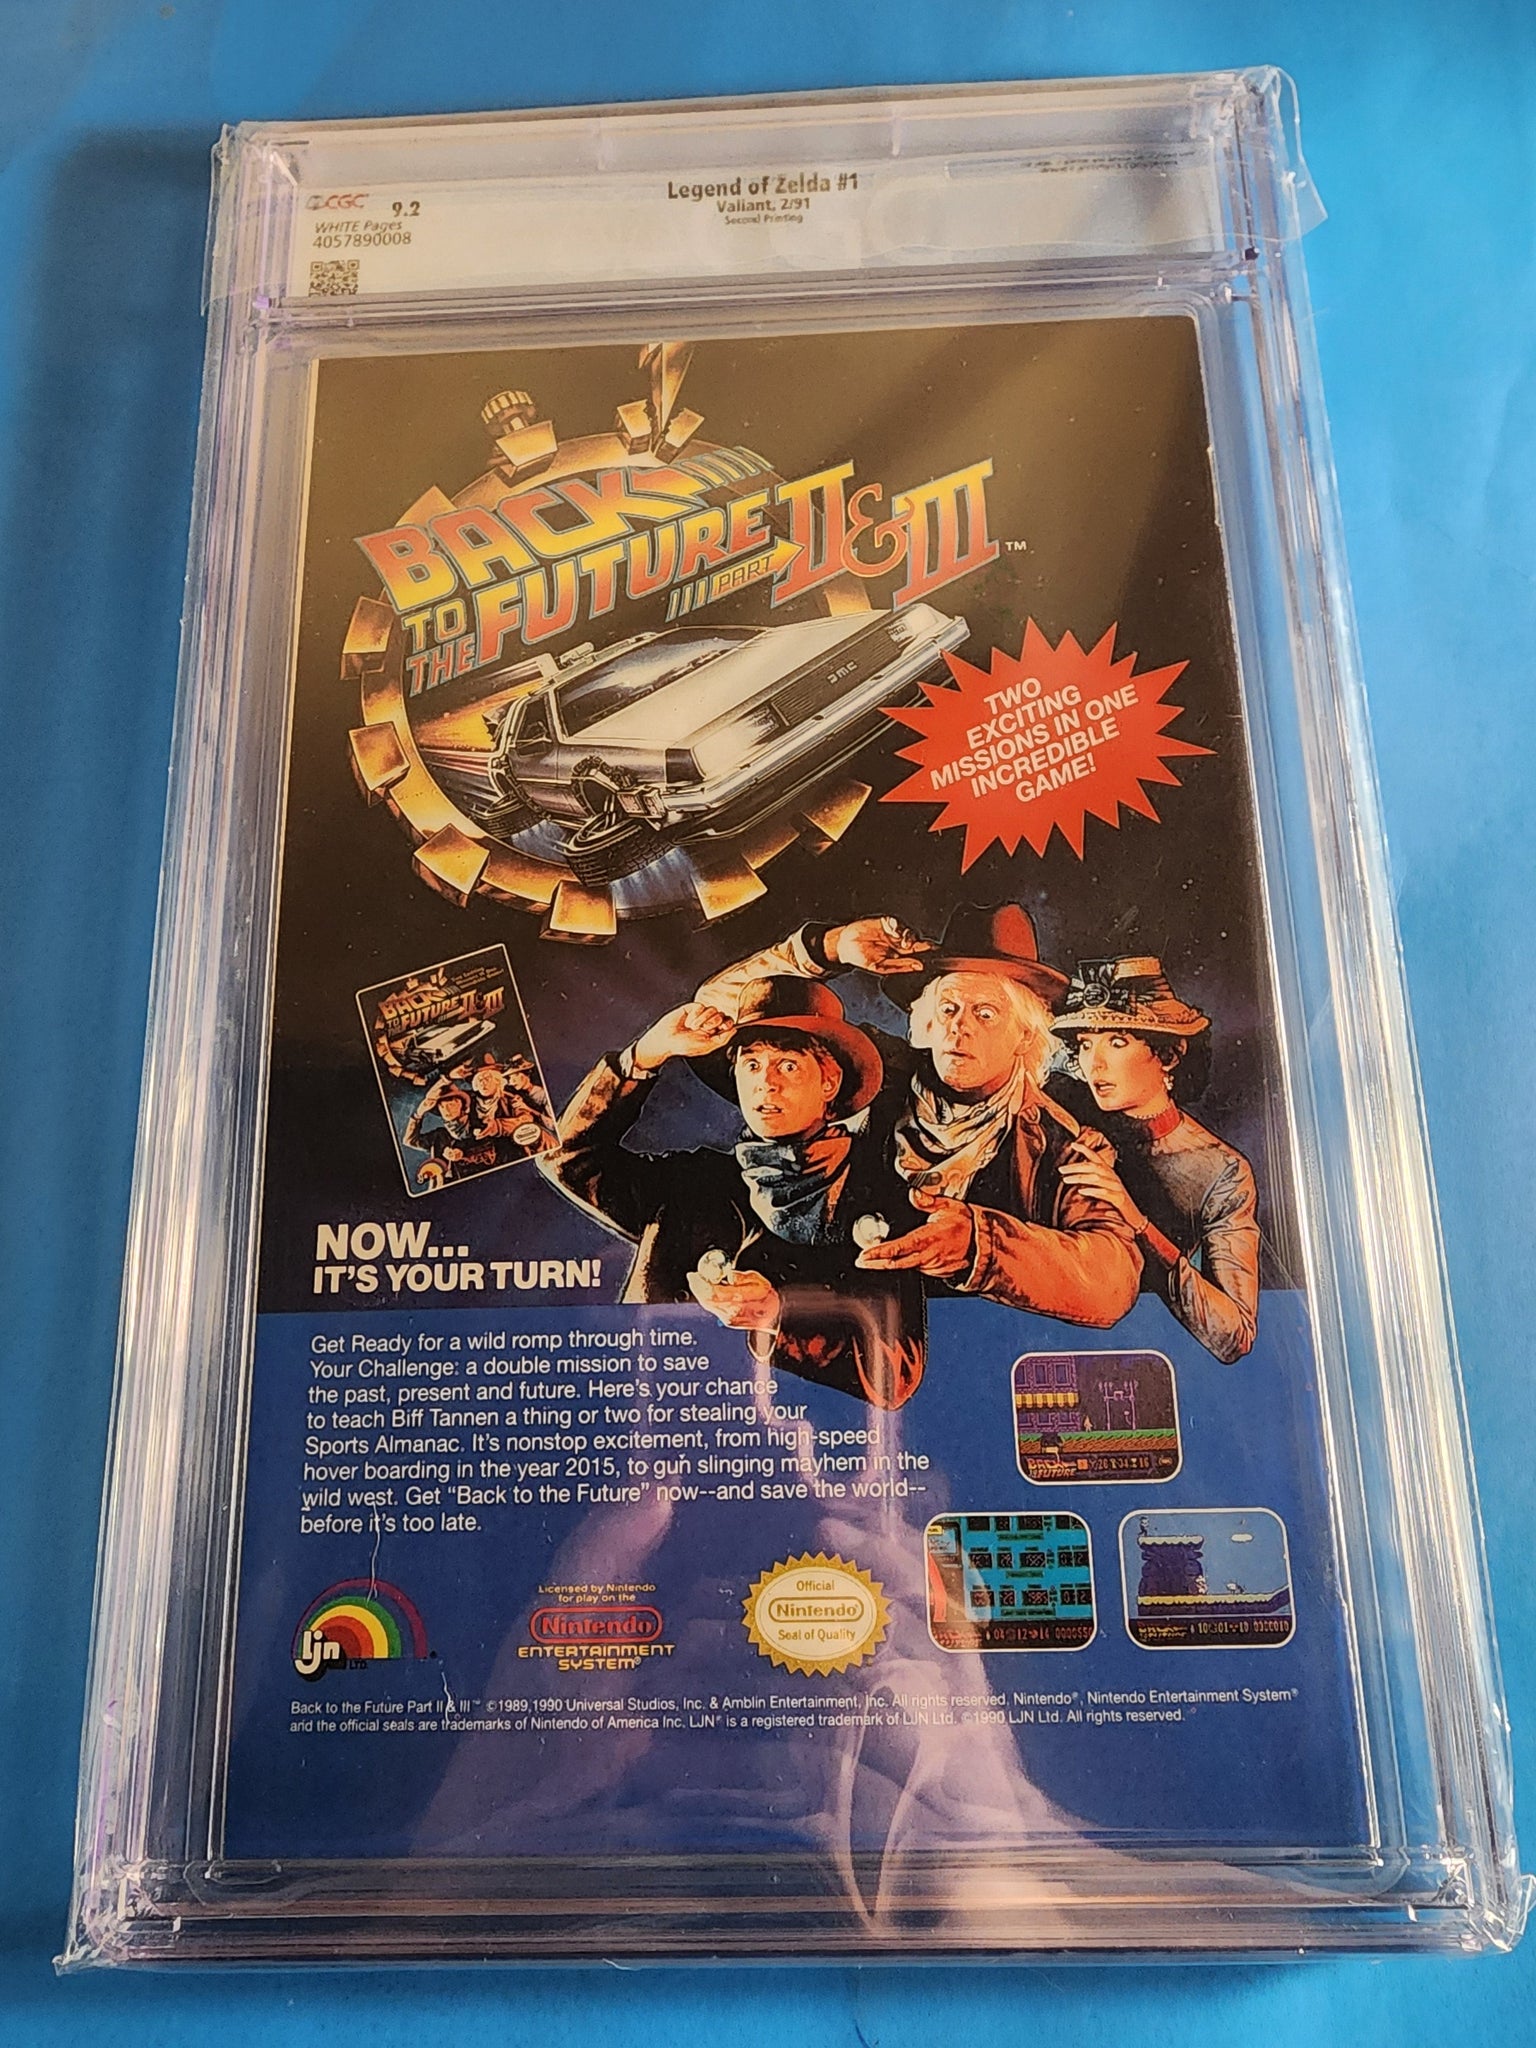 CGC 9.2
WHITE Pages
4057890008
Legend of Zelda #1
Valiant, 2/91
Second Printing
BACK
TO THE FUTURE PART II & III ™
DMC
TWO
EXCITING
MISSIONS IN ONE
INCREDIBLE
GAME!
BACK
TO THE FUTURE II & III
NOW...
IT'S YOUR TURN!
Get Ready for a wild romp through time.
Your Challenge: a double mission to save
the past, present and future. Here's your chance
to teach Biff Tannen a thing or two for stealing your
Sports Almanac. It's nonstop excitement, from high-speed
hover boarding in the year 2015, to gun slinging mayhem in the
wild west. Get "Back to the Future" now--and save the world--
before it's too late.
ljn
LTD.
Licensed by Nintendo
for play on the
Nintendo
ENTERTAINMENT
SYSTEM®
Official
Nintendo
Seal of Quality
Back to the Future Part II & III™ ©1989,1990 Universal Studios, Inc. & Amblin Entertainment, Inc. All rights reserved. Nintendo®, Nintendo Entertainment System®
and the official seals are trademarks of Nintendo of America Inc. LJN® is a registered trademark of LJN Ltd. ©1990 LJN Ltd. All rights reserved.